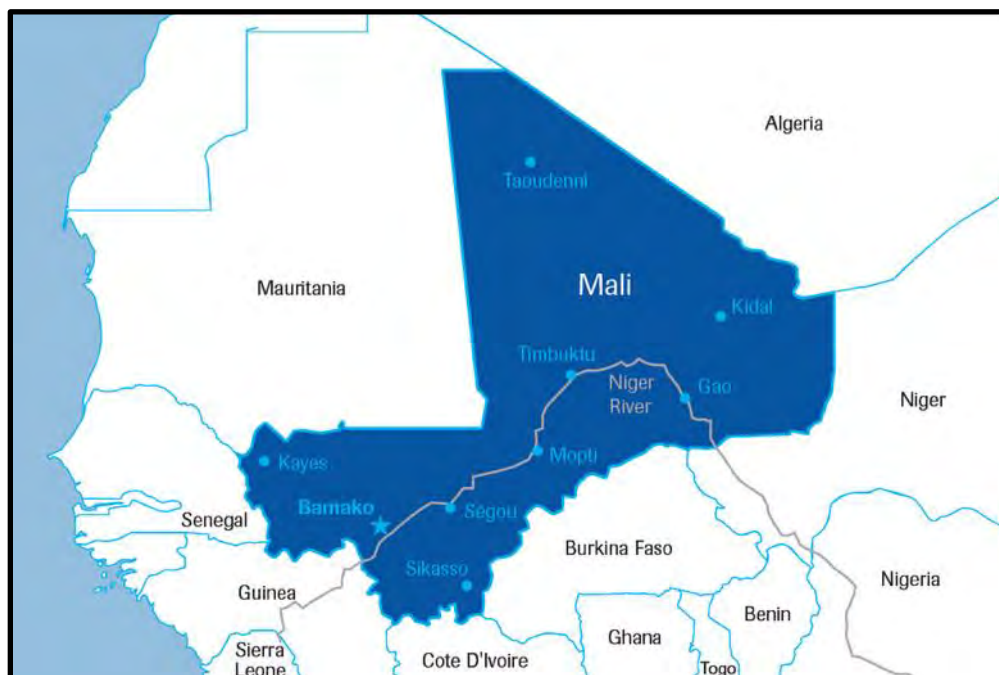 Algeria
Taoudenni
Mauritania
Mali
Kidal
Timbuktu
Niger
River
Gao
Niger
Kayes
Mopti
Bamako
Ségou
Senegal
Burkina Faso
Sikasso
Guinea
Nigeria
Benin
Ghana
Sierra
Leone
Cote D'Ivoire
Togo